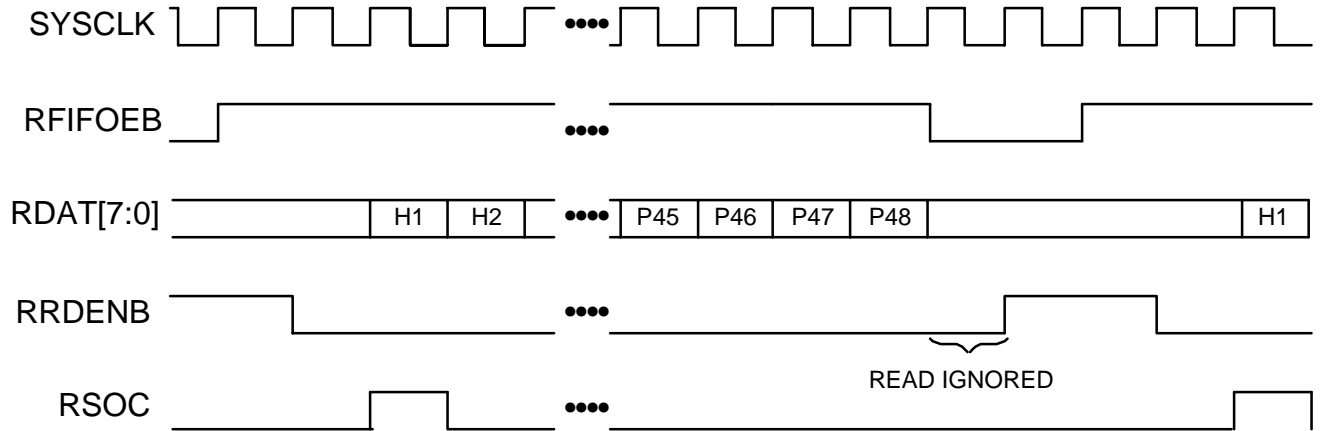 SYSCLK
RFIFOEB
RDAT[7:0] H1 H2 P45 P46 P47 P48 H1
RRDENB
READ IGNORED
RSOC